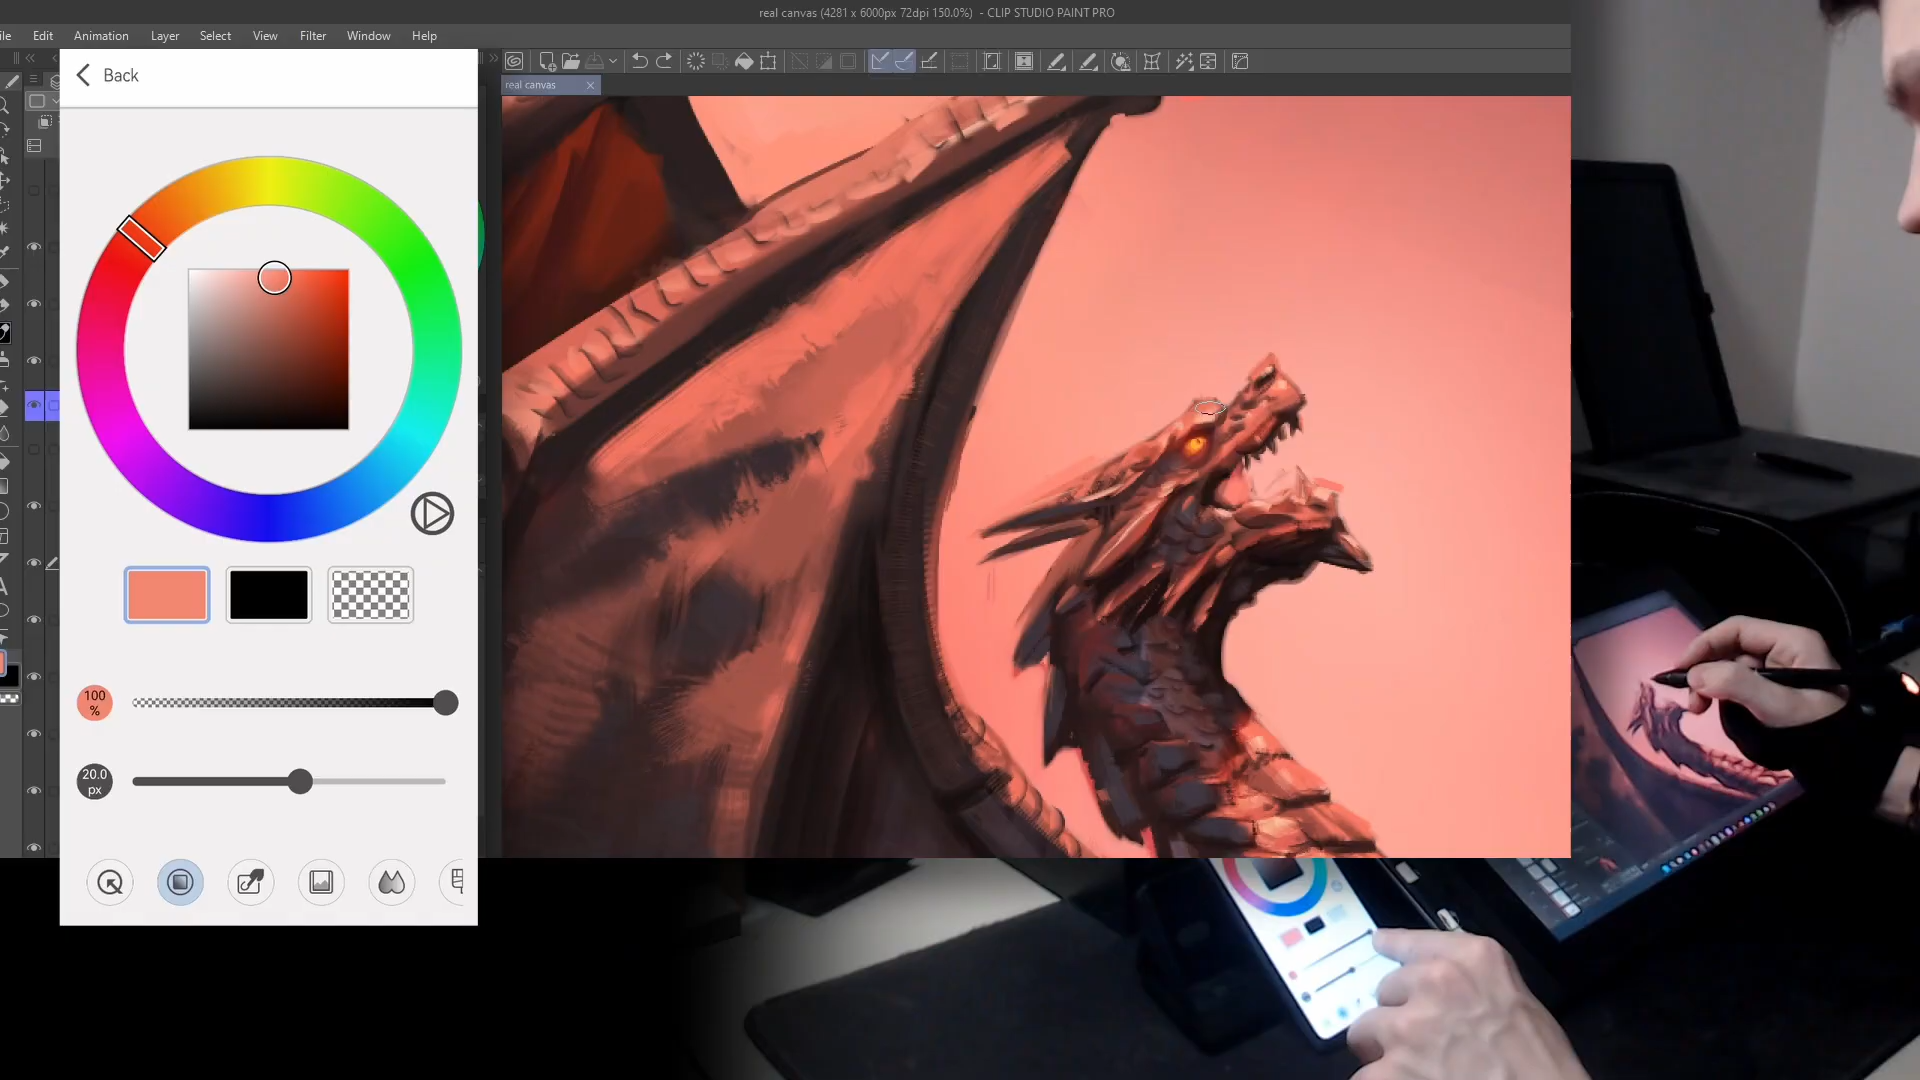 real canvas (4281 x 6000px 72dpi 150.0%) - CLIP STUDIO PAINT PRO
ile Edit Animation Layer Select View Filter Window Help
Back
real canvas
100
%
20.0
px